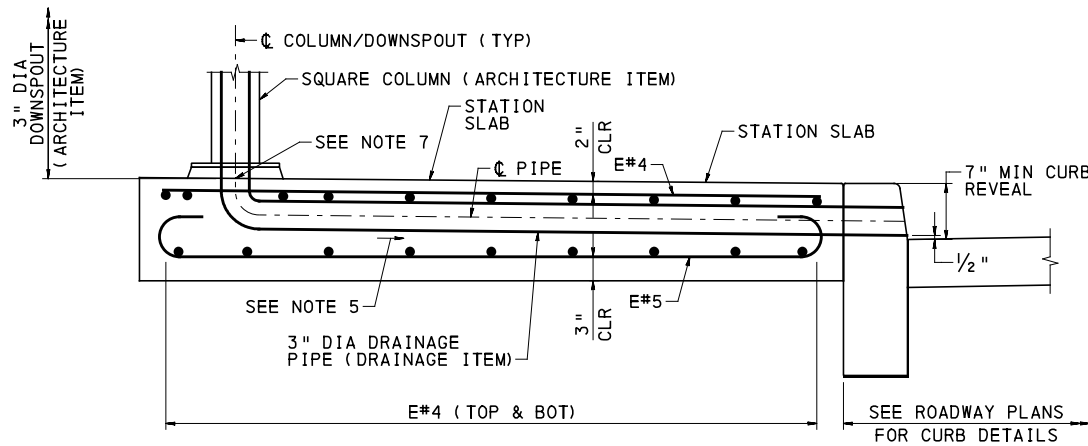 3" DIA
DOWNSPOUT
(ARCHITECTURE
ITEM)
℄ COLUMN/DOWNSPOUT (TYP)
SQUARE COLUMN (ARCHITECTURE ITEM)
STATION
SLAB
SEE NOTE 7
2"
CLR
STATION SLAB
℄ PIPE
E#4
7" MIN CURB
REVEAL
1/2"
SEE NOTE 5
E#5
3"
CLR
3" DIA DRAINAGE
PIPE (DRAINAGE ITEM)
E#4 (TOP & BOT)
SEE ROADWAY PLANS
FOR CURB DETAILS